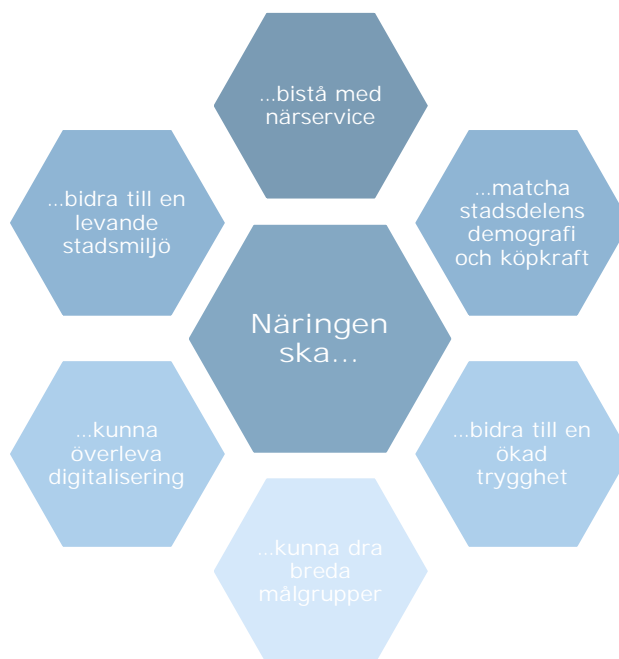 ...bistå med
närservice
...bidra till en
levande
stadsmiljö
...matcha
stadsdelens
demografi
och köpkraft
Näringen
ska...
...kunna
överleva
digitalisering
...bidra till en
ökad
trygghet
...kunna dra
breda
målgrupper